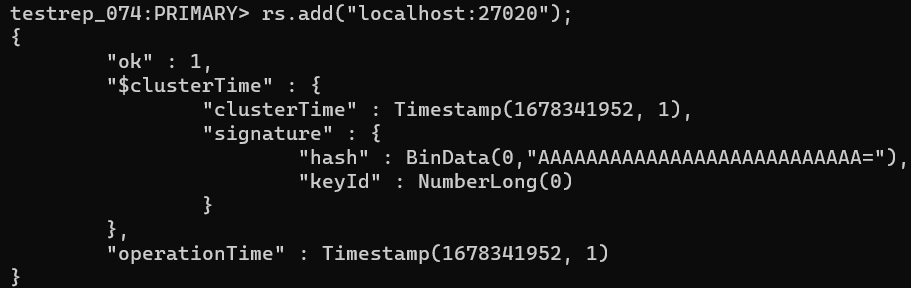 testrep_074:PRIMARY> rs.add("localhost:27020");
{
        "ok" : 1,
        "$clusterTime" : {
                "clusterTime" : Timestamp(1678341952, 1),
                "signature" : {
                        "hash" : BinData(0,"AAAAAAAAAAAAAAAAAAAAAAAAAAA="),
                        "keyId" : NumberLong(0)
                }
        },
        "operationTime" : Timestamp(1678341952, 1)
}